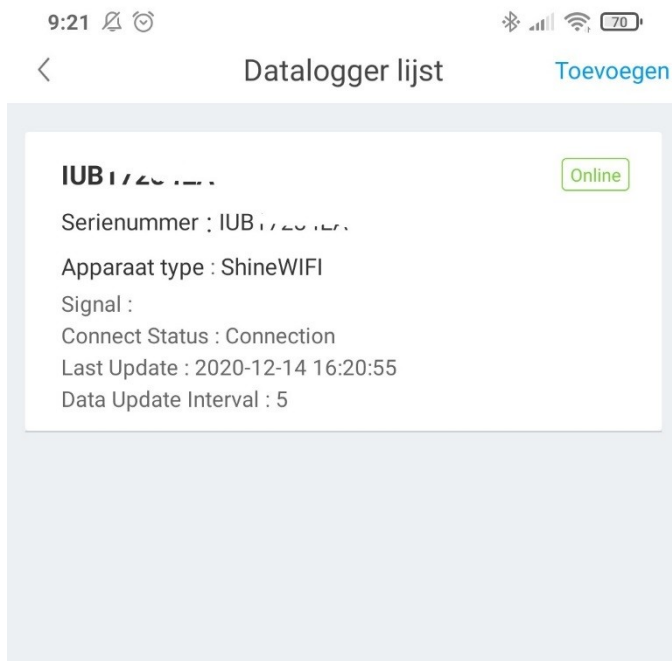 9:21 70
Datalogger lijst Toevoegen
Online
Serienummer :
Apparaat type : ShineWIFI
Signal :
Connect Status : Connection
Last Update : 2020-12-14 16:20:55
Data Update Interval : 5